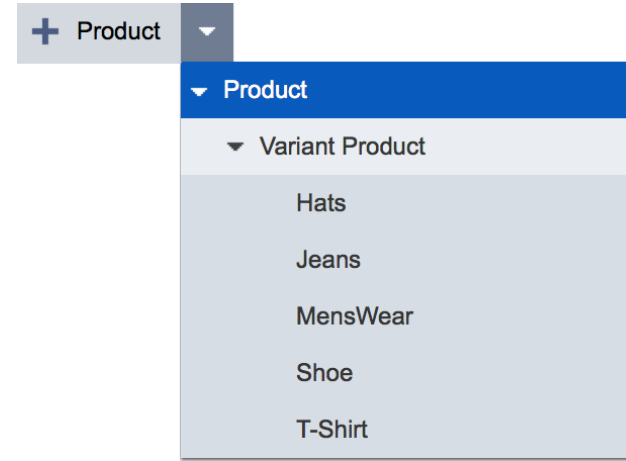 Product
Product
Variant Product
Hats
Jeans
MensWear
Shoe
T-Shirt